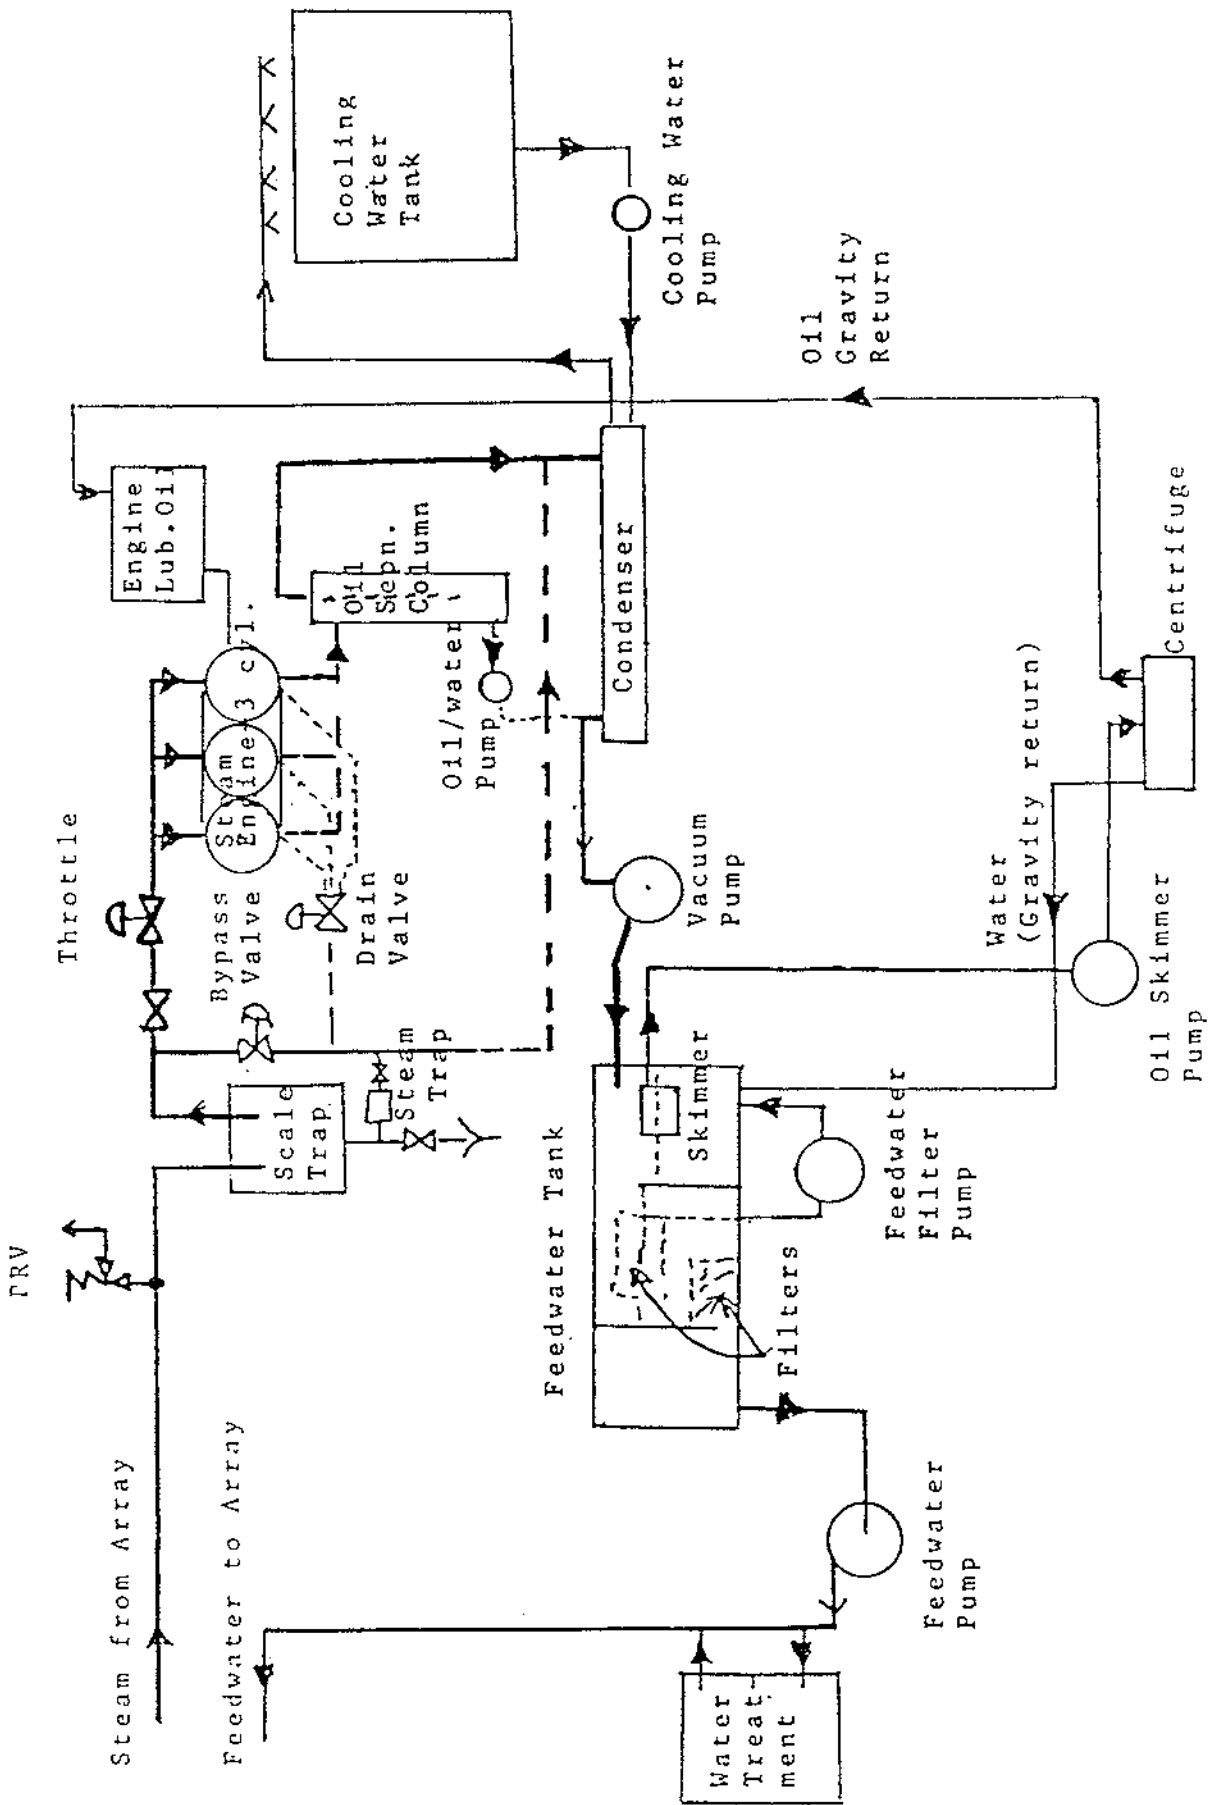 PRV
Throttle
Steam from Array
Feedwater to Array
Bypass
Valve
Steam
Engine-3 cyl.
Engine
Lub.Oil
Scale
Trap
Drain
Valve
Cooling
Water
Tank
Oil
Sepn.
Column
Steam
Trap
Oil/water
Pump
Feedwater Tank
Condenser
Skimmer
Vacuum
Pump
Cooling Water
Pump
Water
Treat-
ment
Filters
Oil
Gravity
Return
Feedwater
Filter
Pump
Feedwater
Pump
Water
(Gravity return)
Oil Skimmer
Pump
Centrifuge